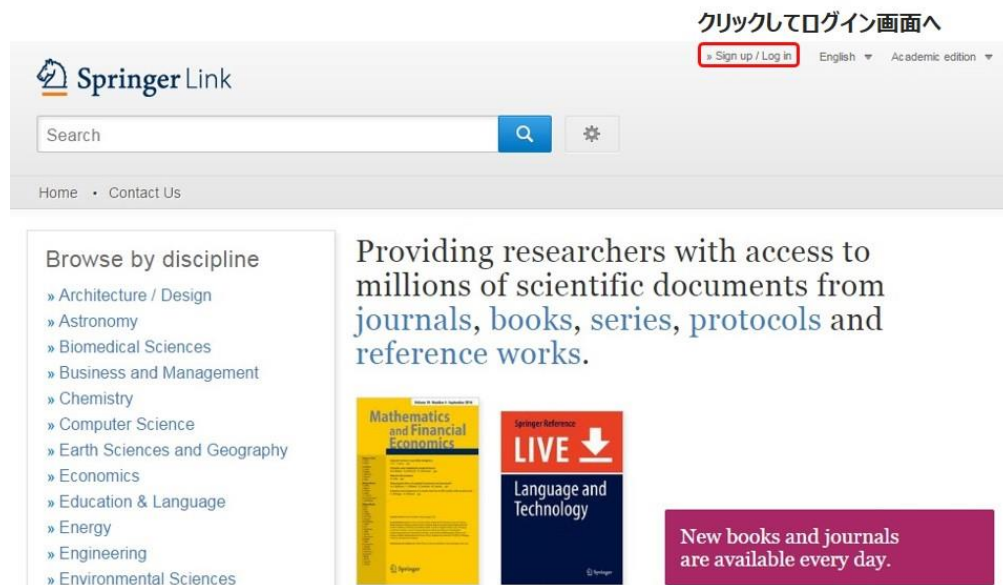 クリックしてログイン画面へ
» Sign up / Log in English Academic edition
Springer Link
Search
Home • Contact Us
Browse by discipline
» Architecture / Design
» Astronomy
» Biomedical Sciences
» Business and Management
» Chemistry
» Computer Science
» Earth Sciences and Geography
» Economics
» Education & Language
» Energy
» Engineering
» Environmental Sciences
Providing researchers with access to
millions of scientific documents from
journals, books, series, protocols and
reference works.
Mathematics
and Financial
Economics
Springer
Springer Reference
LIVE
Language and
Technology
Springer
New books and journals
are available every day.